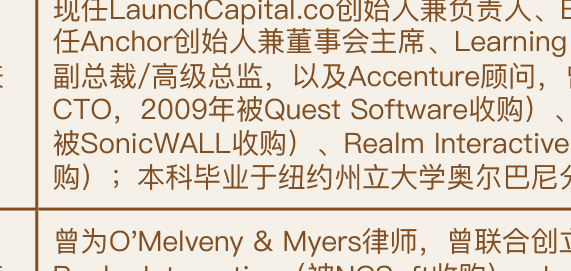 现任LaunchCapital.co创始人兼负责人、
任Anchor创始人兼董事会主席、Learning
副总裁/高级总监，以及Accenture顾问，
CTO，2009年被Quest Software收购）、
被SonicWALL收购）、Realm Interactive
购）；本科毕业于纽约州立大学奥尔巴尼分
曾为O’Melveny & Myers律师，曾联合创立